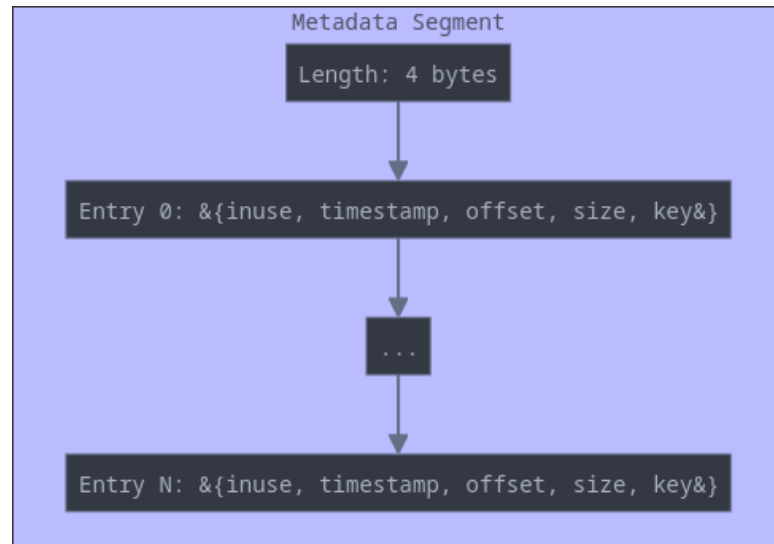 Metadata Segment
Length: 4 bytes
Entry 0: &{inuse, timestamp, offset, size, key&}
...
Entry N: &{inuse, timestamp, offset, size, key&}